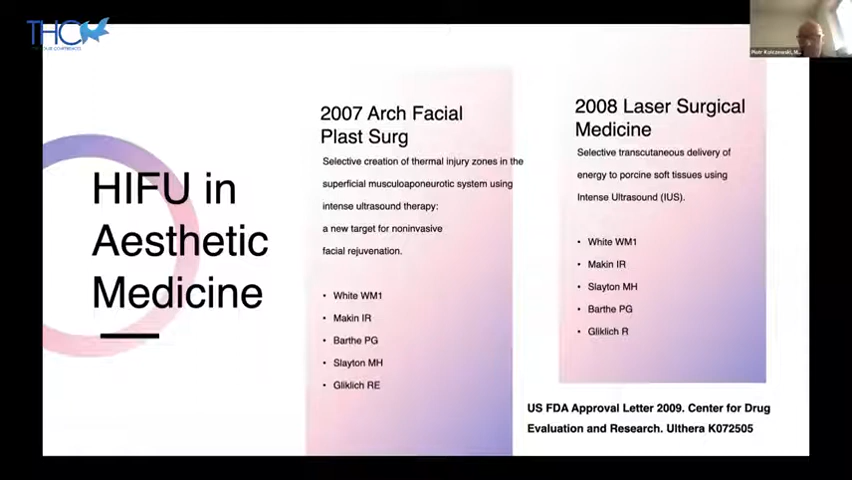 THC
HIFU in
Aesthetic
Medicine
2007 Arch Facial
Plast Surg
Selective creation of thermal injury zones in the
superficial musculoaponeurotic system using
intense ultrasound therapy:
a new target for noninvasive
facial rejuvenation.
• White WM1
• Makin IR
• Barthe PG
• Slayton MH
• Gliklich RE
2008 Laser Surgical
Medicine
Selective transcutaneous delivery of
energy to porcine soft tissues using
Intense Ultrasound (IUS).
• White WM1
• Makin IR
• Slayton MH
• Barthe PG
• Gliklich R
US FDA Approval Letter 2009. Center for Drug
Evaluation and Research. Ulthera K072505